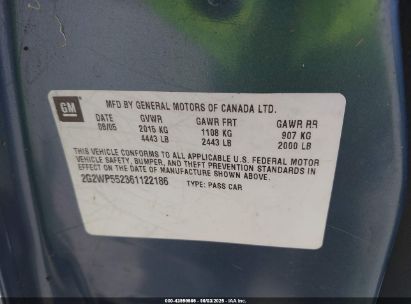 GM
MFD BY GENERAL MOTORS OF CANADA LTD.
DATE GVWR GAWR FRT GAWR RR
09/05 2015 KG 1108 KG 907 KG
4443 LB 2443 LB 2000 LB
THIS VEHICLE CONFORMS TO ALL APPLICABLE U.S. FEDERAL MOTOR
VEHICLE SAFETY, BUMPER, AND THEFT PREVENTION STANDARDS IN
EFFECT ON THE DATE OF MANUFACTURE SHOWN ABOVE.
2G2WP552361122186
TYPE: PASS CAR